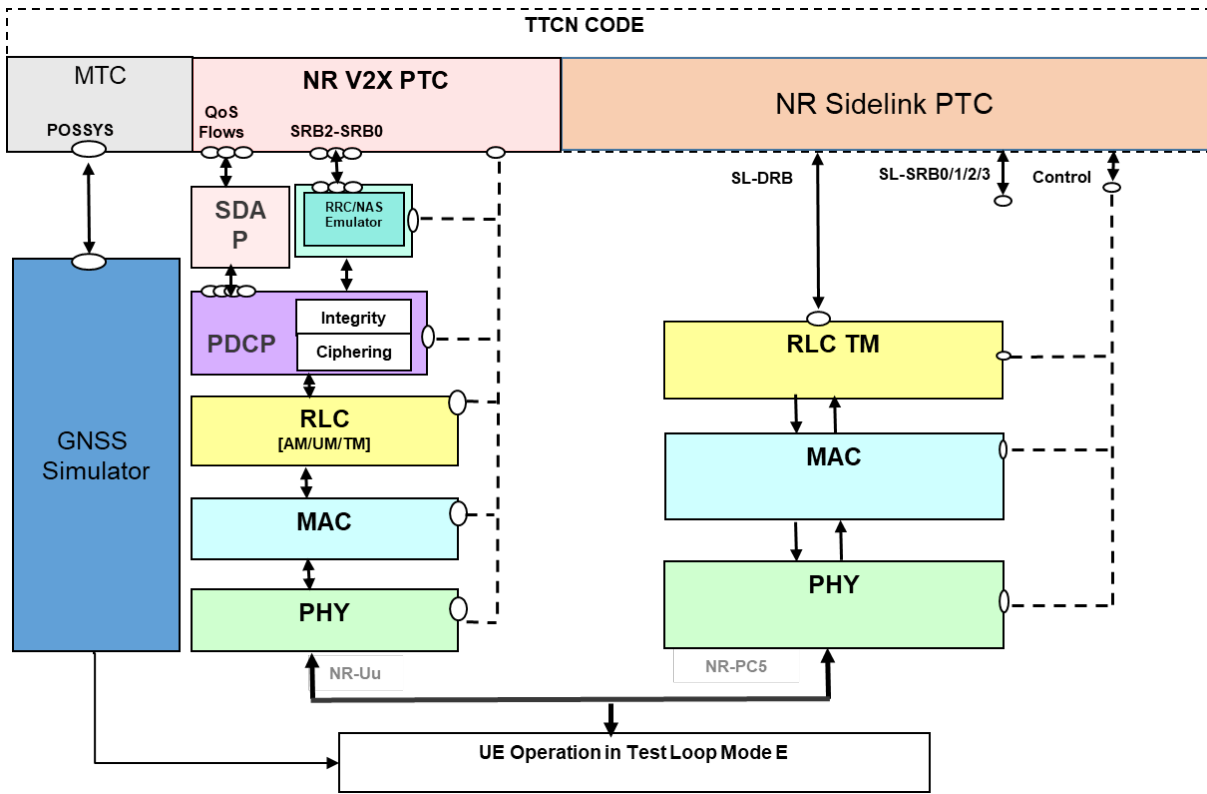 TTCN CODE
MTC
POSSYS
NR V2X PTC
QoS
Flows
SRB2-SRB0
NR Sidelink PTC
SL-DRB
SL-SRB0/1/2/3
Control
SDA
P
RRC/NAS
Emulator
PDCP
Integrity
Ciphering
RLC
[AM/UM/TM]
MAC
PHY
GNSS
Simulator
RLC TM
MAC
PHY
NR-Uu
NR-PC5
UE Operation in Test Loop Mode E